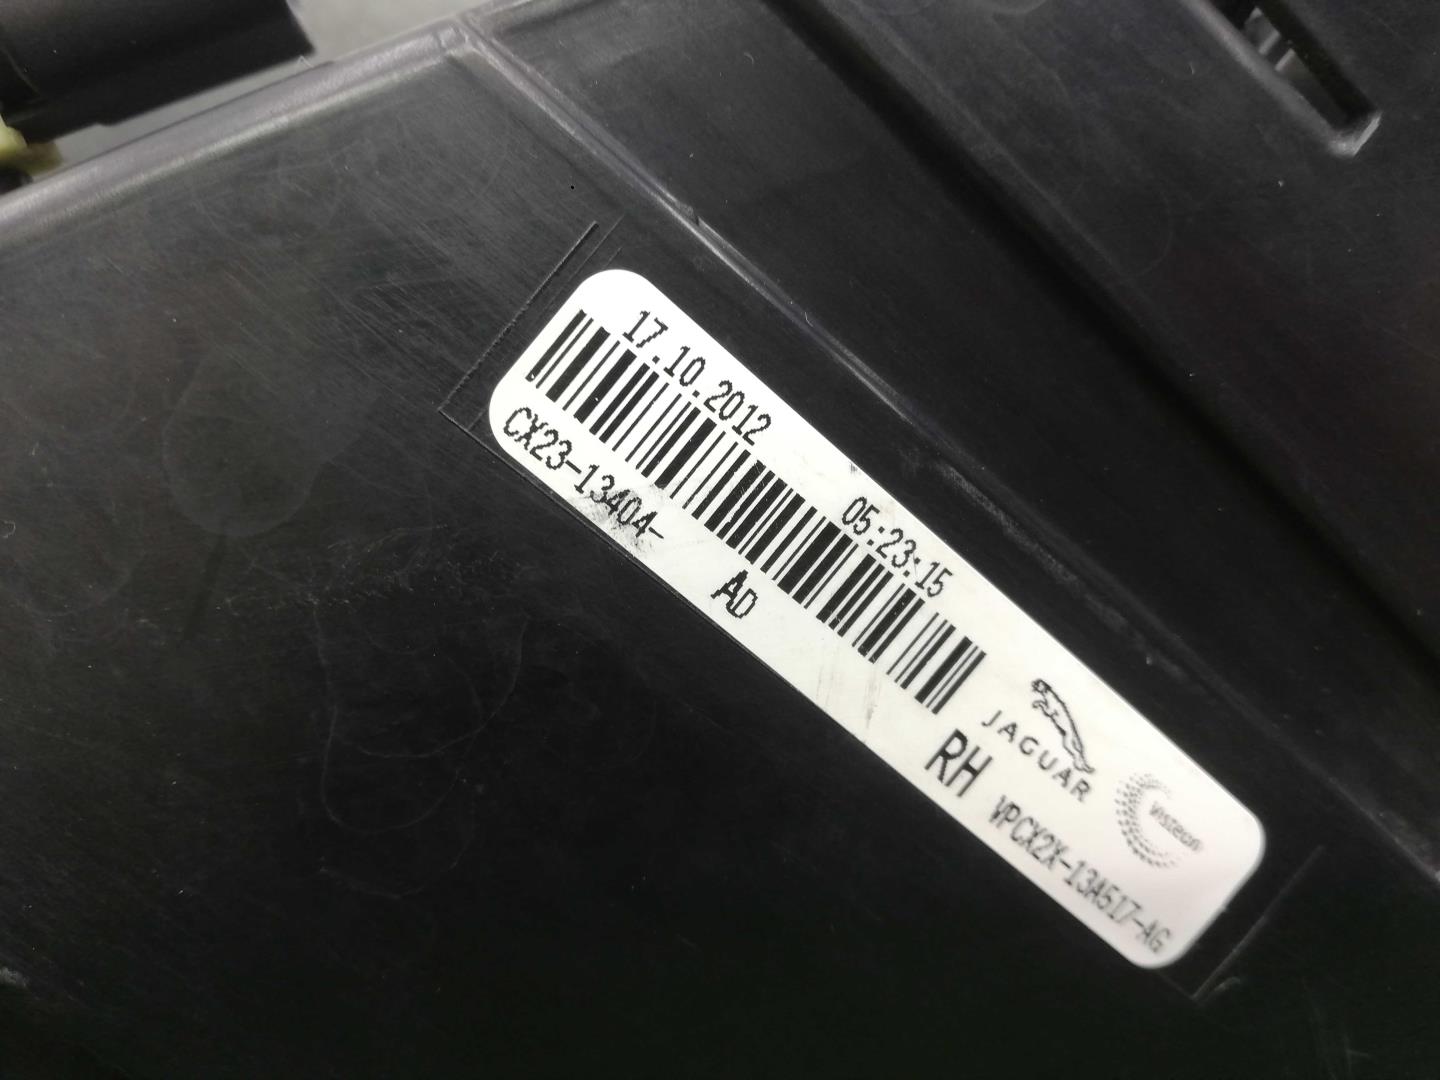 17.10.2012 05:23:15
CX23-13404- AD
JAGUAR
Visteon
RH
VPCX2X-13A517-AG